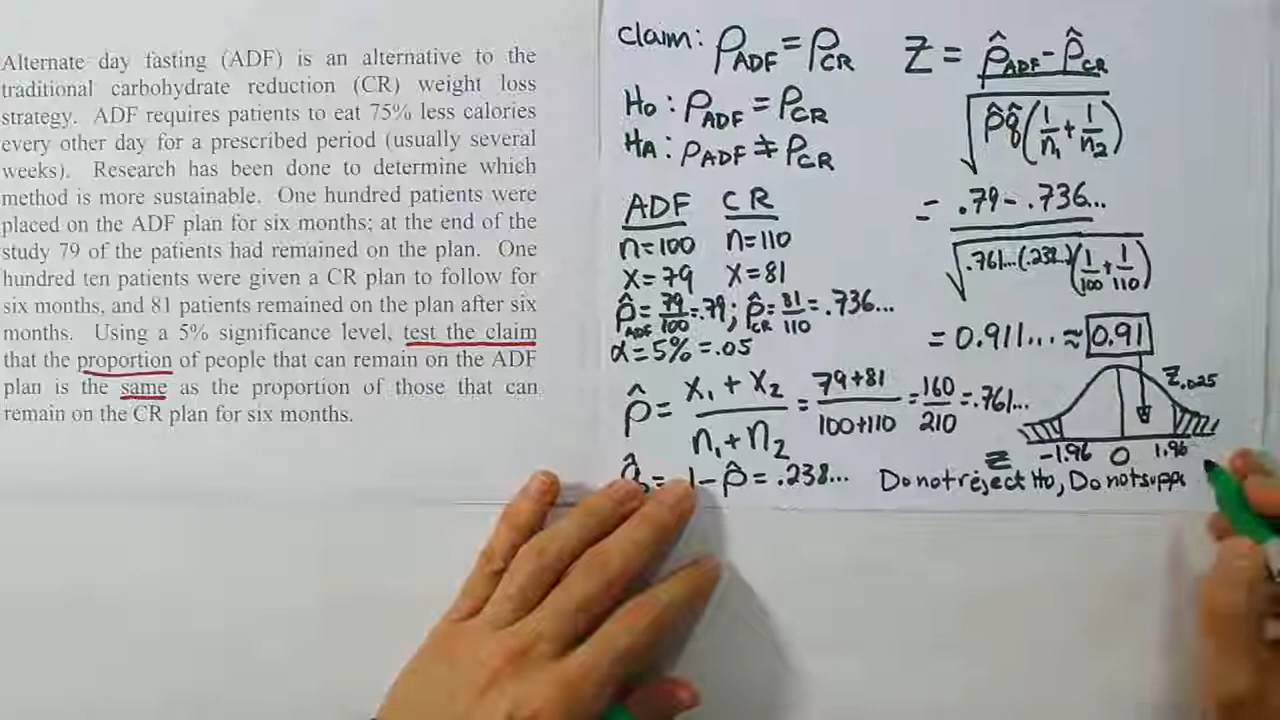 Alternate day fasting (ADF) is an alternative to the
traditional carbohydrate reduction (CR) weight loss
strategy. ADF requires patients to eat 75% less calories
every other day for a prescribed period (usually several
weeks). Research has been done to determine which
method is more sustainable. One hundred patients were
placed on the ADF plan for six months; at the end of the
study 79 of the patients had remained on the plan. One
hundred ten patients were given a CR plan to follow for
six months, and 81 patients remained on the plan after six
months. Using a 5% significance level, test the claim
that the proportion of people that can remain on the ADF
plan is the same as the proportion of those that can
remain on the CR plan for six months.
claim: P_ADF = P_CR
H₀ : P_ADF = P_CR
H_A : P_ADF ≠ P_CR
ADF CR
n=100 n=110
x=79 x=81
p̂_ADF = 79/100 = .79; p̂_CR = 81/110 = .736...
α=5%=.05
p̂ = (x₁ + x₂)/(n₁ + n₂) = (79+81)/(100+110) = 160/210 = .761...
q̂ = 1 - p̂ = .238...
Z = (p̂_ADF - p̂_CR)/√(p̂q̂(1/n₁ + 1/n₂))
= (.79 - .736...)/√(.761...(.238...)(1/100 + 1/110))
= 0.911... ≈ 0.91
Z.025
Z -1.96 0 1.96
Do not reject H₀, Do not supp